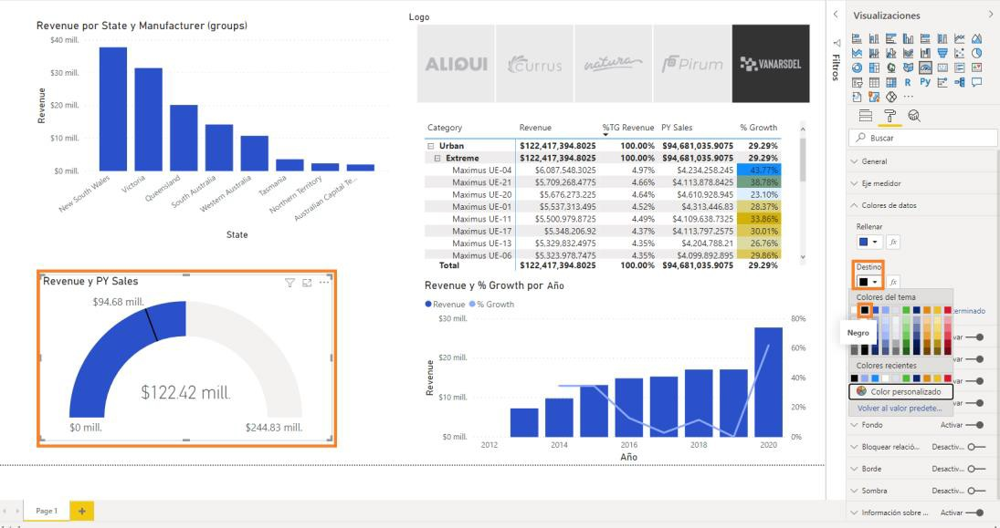 Revenue por State y Manufacturer (groups)
$40 mill.
$30 mill.
$20 mill.
$10 mill.
$0 mill.
Revenue
New South Wales
Victoria
Queensland
South Australia
Western Australia
Tasmania
Northern Territory
Australian Capital Te...
State
Logo
ALIQUI
Currus
natura
Pirum
VANARSDEL
Category Revenue %TG Revenue PY Sales % Growth
Urban $122,417,394.8025 100.00% $94,681,035.9075 29.29%
Extreme $122,417,394.8025 100.00% $94,681,035.9075 29.29%
Maximus UE-04 $6,087,548.3025 4.97% $4,234,258.245 43.77%
Maximus UE-21 $5,709,268.4775 4.66% $4,113,878.8425 38.78%
Maximus UE-20 $5,676,273.225 4.64% $4,610,928.945 23.10%
Maximus UE-01 $5,537,313.495 4.52% $4,313,446.83 28.37%
Maximus UE-11 $5,500,979.8725 4.49% $4,109,638.7325 33.86%
Maximus UE-17 $5,348,206.92 4.37% $4,113,797.2575 30.01%
Maximus UE-13 $5,329,832.4975 4.35% $4,204,788.21 26.76%
Maximus UE-06 $5,323,978.7475 4.35% $4,099,892.895 29.86%
Total $122,417,394.8025 100.00% $94,681,035.9075 29.29%
Revenue y PY Sales
$94.68 mill.
$122.42 mill.
$0 mill.
$244.83 mill.
Revenue y % Growth por Año
Revenue % Growth
$30 mill.
$20 mill.
$10 mill.
$0 mill.
Revenue
80%
60%
40%
20%
0%
2012 2014 2016 2018 2020
Año
Page 1
+
Filtros
Visualizaciones
R Py
...
Buscar
General
Eje medidor
Colores de datos
Rellenar
fx
Destino
fx
Colores del tema
erminado
Negro
var
var
var
var
Colores recientes
Color personalizado
Volver al valor predete...
Fondo Activar
Bloquear relació... Desactiv...
Borde Desactiv...
Sombra Desactiv...
Información sobre ... Activar